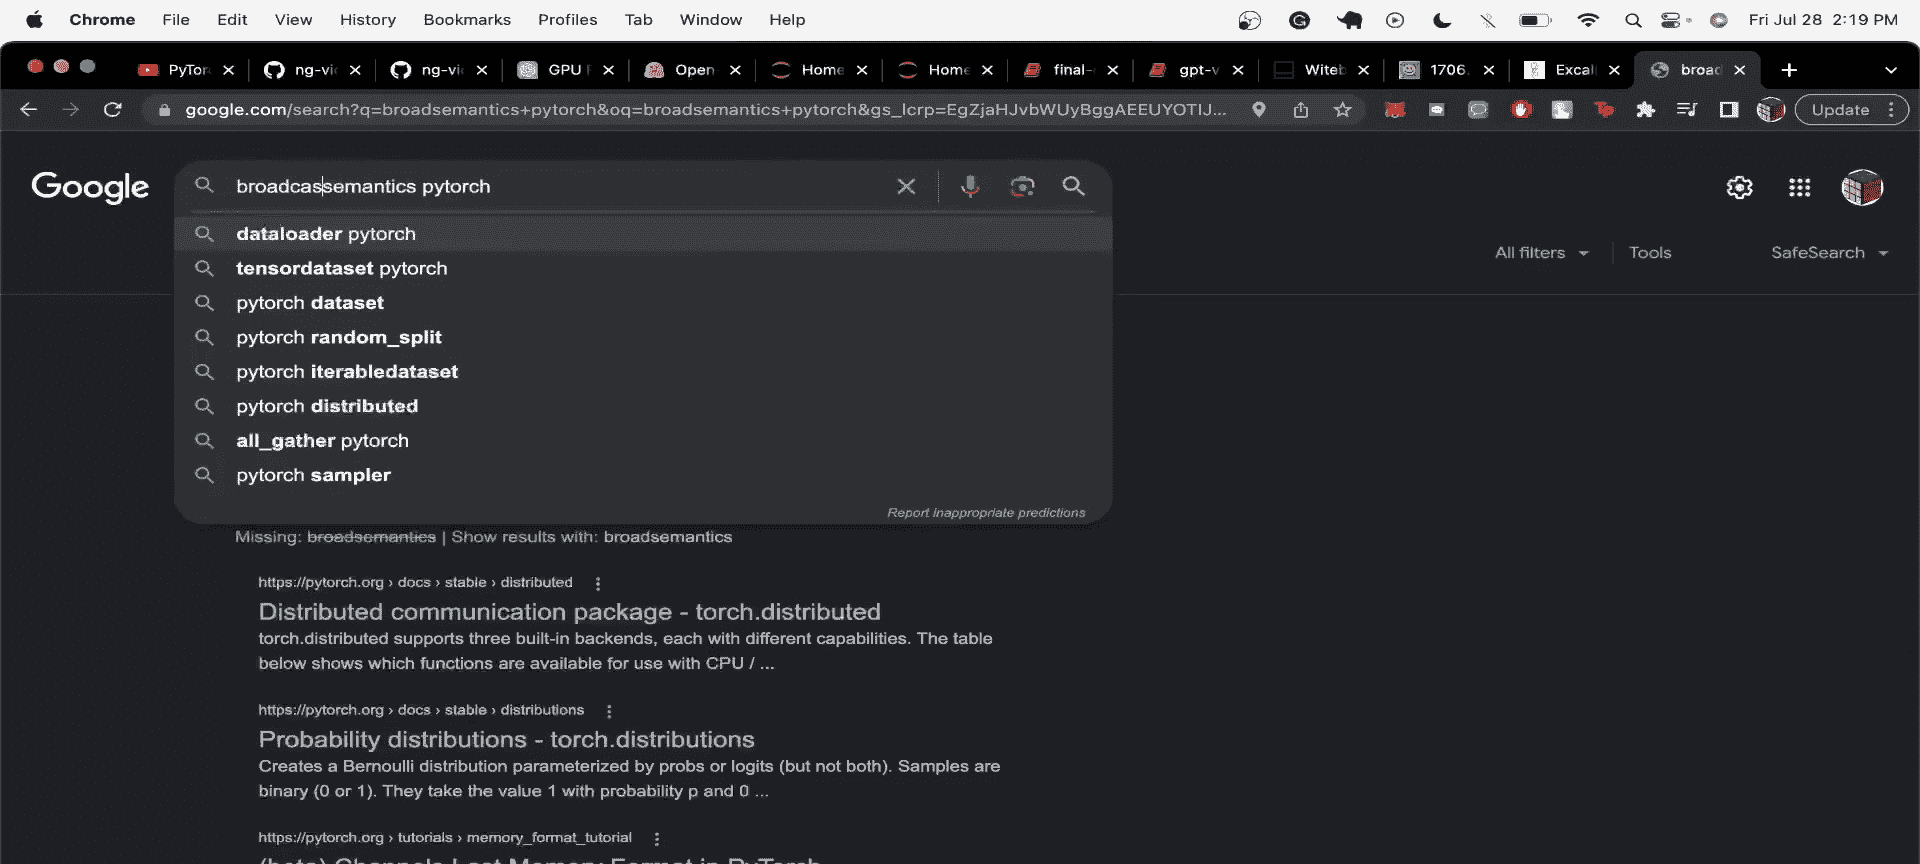 Chrome File Edit View History Bookmarks Profiles Tab Window Help Fri Jul 28 2:19 PM
PyTor ng-vi ng-vi GPU Open Home Home final- gpt-v Witeb 1706. Excal broad
google.com/search?q=broadsemantics+pytorch&oq=broadsemantics+pytorch&gs_lcrp=EgZjaHJvbWUyBggAEEUYOTIJ... Update
Google broadcassemantics pytorch
dataloader pytorch
All filters Tools SafeSearch
tensordataset pytorch
pytorch dataset
pytorch random_split
pytorch iterabledataset
pytorch distributed
all_gather pytorch
pytorch sampler
Report inappropriate predictions
Missing: broadsemantics | Show results with: broadsemantics
https://pytorch.org › docs › stable › distributed
Distributed communication package - torch.distributed
torch.distributed supports three built-in backends, each with different capabilities. The table
below shows which functions are available for use with CPU / ...
https://pytorch.org › docs › stable › distributions
Probability distributions - torch.distributions
Creates a Bernoulli distribution parameterized by probs or logits (but not both). Samples are
binary (0 or 1). They take the value 1 with probability p and 0 ...
https://pytorch.org › tutorials › memory_format_tutorial
(beta) Channels Last Memory Format in PyTorch